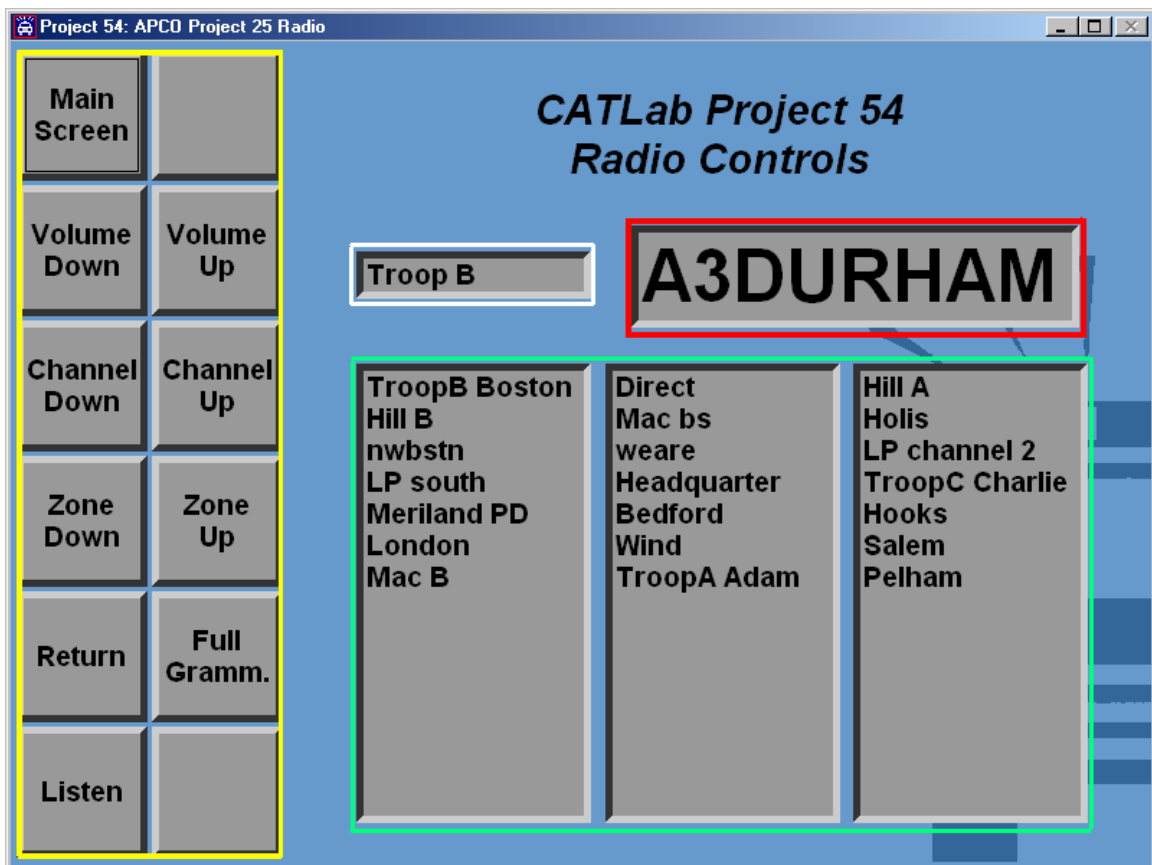 Project 54: APCO Project 25 Radio
CATLab Project 54
Radio Controls
Main
Screen
Volume
Down
Volume
Up
Channel
Down
Channel
Up
Zone
Down
Zone
Up
Return
Full
Gramm.
Listen
Troop B
A3DURHAM
TroopB Boston
Hill B
nwbstn
LP south
Meriland PD
London
Mac B
Direct
Mac bs
weare
Headquarter
Bedford
Wind
TroopA Adam
Hill A
Holis
LP channel 2
TroopC Charlie
Hooks
Salem
Pelham